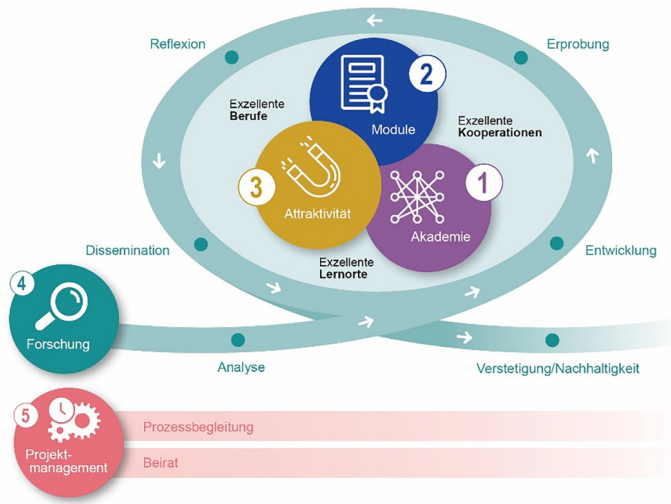 Reflexion
Erprobung
2
Module
Exzellente
Berufe
Exzellente
Kooperationen
3
Attraktivität
1
Akademie
Dissemination
Exzellente
Lernorte
Entwicklung
4
Forschung
Analyse
Verstetigung/Nachhaltigkeit
5
Projekt-
management
Prozessbegleitung
Beirat